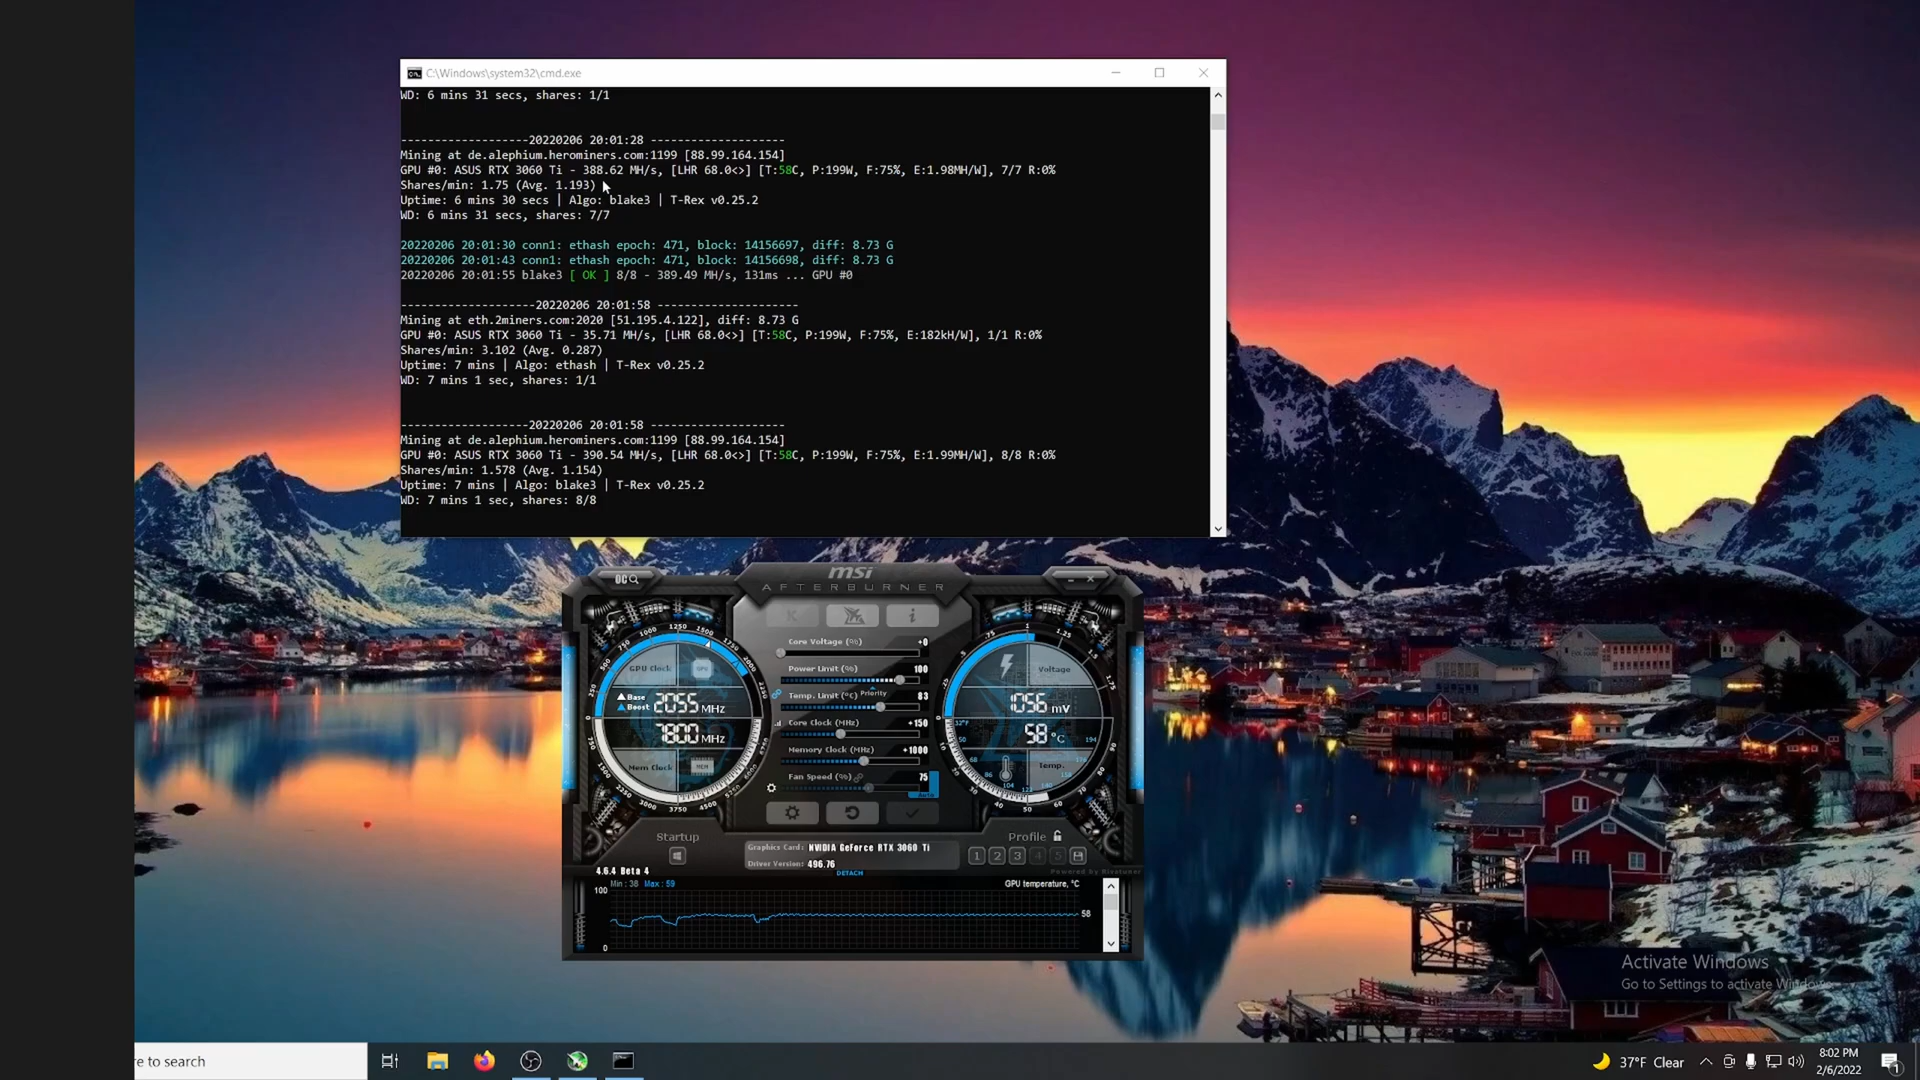 C:\Windows\system32\cmd.exe
WD: 6 mins 31 secs, shares: 1/1
-------------------20220206 20:01:28 --------------------
Mining at de.alephium.herominers.com:1199 [88.99.164.154]
GPU #0: ASUS RTX 3060 Ti - 388.62 MH/s, [LHR 68.0<>] [T:58C, P:199W, F:75%, E:1.98MH/W], 7/7 R:0%
Shares/min: 1.75 (Avg. 1.193)
Uptime: 6 mins 30 secs | Algo: blake3 | T-Rex v0.25.2
WD: 6 mins 31 secs, shares: 7/7
20220206 20:01:30 conn1: ethash epoch: 471, block: 14156697, diff: 8.73 G
20220206 20:01:43 conn1: ethash epoch: 471, block: 14156698, diff: 8.73 G
20220206 20:01:55 blake3 [ OK ] 8/8 - 389.49 MH/s, 131ms ... GPU #0
--------------------20220206 20:01:58 ---------------------
Mining at eth.2miners.com:2020 [51.195.4.122], diff: 8.73 G
GPU #0: ASUS RTX 3060 Ti - 35.71 MH/s, [LHR 68.0<>] [T:58C, P:199W, F:75%, E:182kH/W], 1/1 R:0%
Shares/min: 3.102 (Avg. 0.287)
Uptime: 7 mins | Algo: ethash | T-Rex v0.25.2
WD: 7 mins 1 sec, shares: 1/1
-------------------20220206 20:01:58 --------------------
Mining at de.alephium.herominers.com:1199 [88.99.164.154]
GPU #0: ASUS RTX 3060 Ti - 390.54 MH/s, [LHR 68.0<>] [T:58C, P:199W, F:75%, E:1.99MH/W], 8/8 R:0%
Shares/min: 1.578 (Avg. 1.154)
Uptime: 7 mins | Algo: blake3 | T-Rex v0.25.2
WD: 7 mins 1 sec, shares: 8/8
OC
msi
AFTERBURNER
GPU Clock
Base
Boost
2055 MHz
7800 MHz
Mem Clock
Core Voltage (%) +0
Power Limit (%) 100
Temp. Limit (°C) Priority 83
Core Clock (MHz) +150
Memory Clock (MHz) +1000
Fan Speed (%) 75
Auto
Voltage
1056 mV
58 °C
Temp.
Startup
Profile
1 2 3 4 5
Graphics Card: NVIDIA GeForce RTX 3060 Ti
Driver Version: 496.76
DETACH
4.6.4 Beta 4
Powered by Rivatuner
Min : 38 Max : 59
GPU temperature, °C
100
58
0
Activate Windows
Go to Settings to activate Windows.
re to search
37°F Clear
8:02 PM
2/6/2022
1